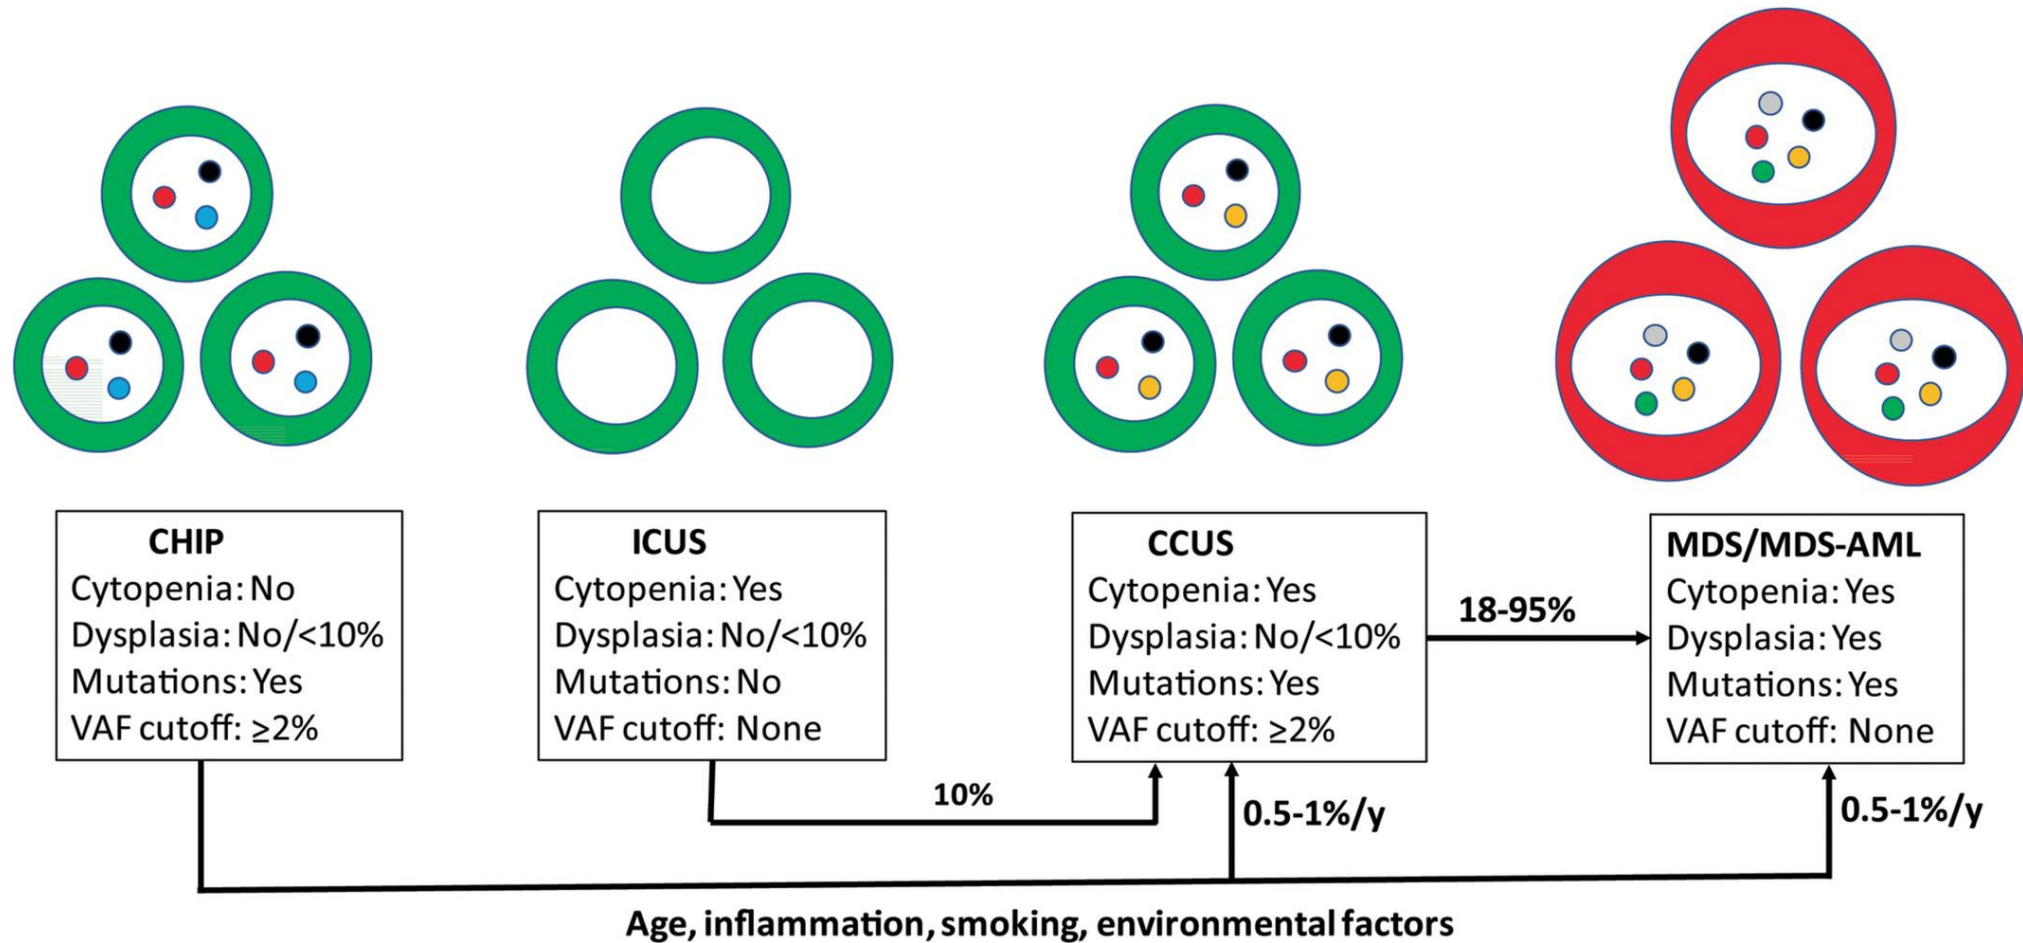 CHIP
Cytopenia: No
Dysplasia: No/<10%
Mutations: Yes
VAF cutoff: ≥2%
ICUS
Cytopenia: Yes
Dysplasia: No/<10%
Mutations: No
VAF cutoff: None
CCUS
Cytopenia: Yes
Dysplasia: No/<10%
Mutations: Yes
VAF cutoff: ≥2%
18-95%
MDS/MDS-AML
Cytopenia: Yes
Dysplasia: Yes
Mutations: Yes
VAF cutoff: None
10%
0.5-1%/y
0.5-1%/y
Age, inflammation, smoking, environmental factors